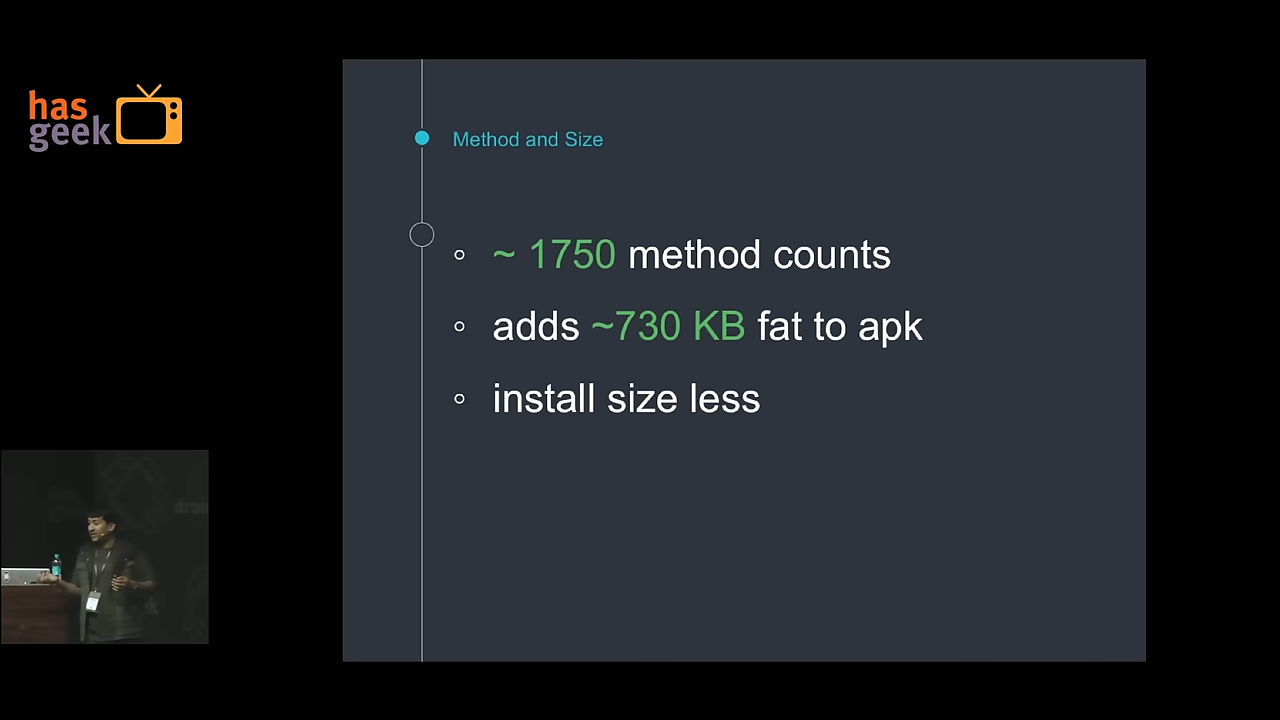 has
geek
Method and Size
~ 1750 method counts
adds ~730 KB fat to apk
install size less